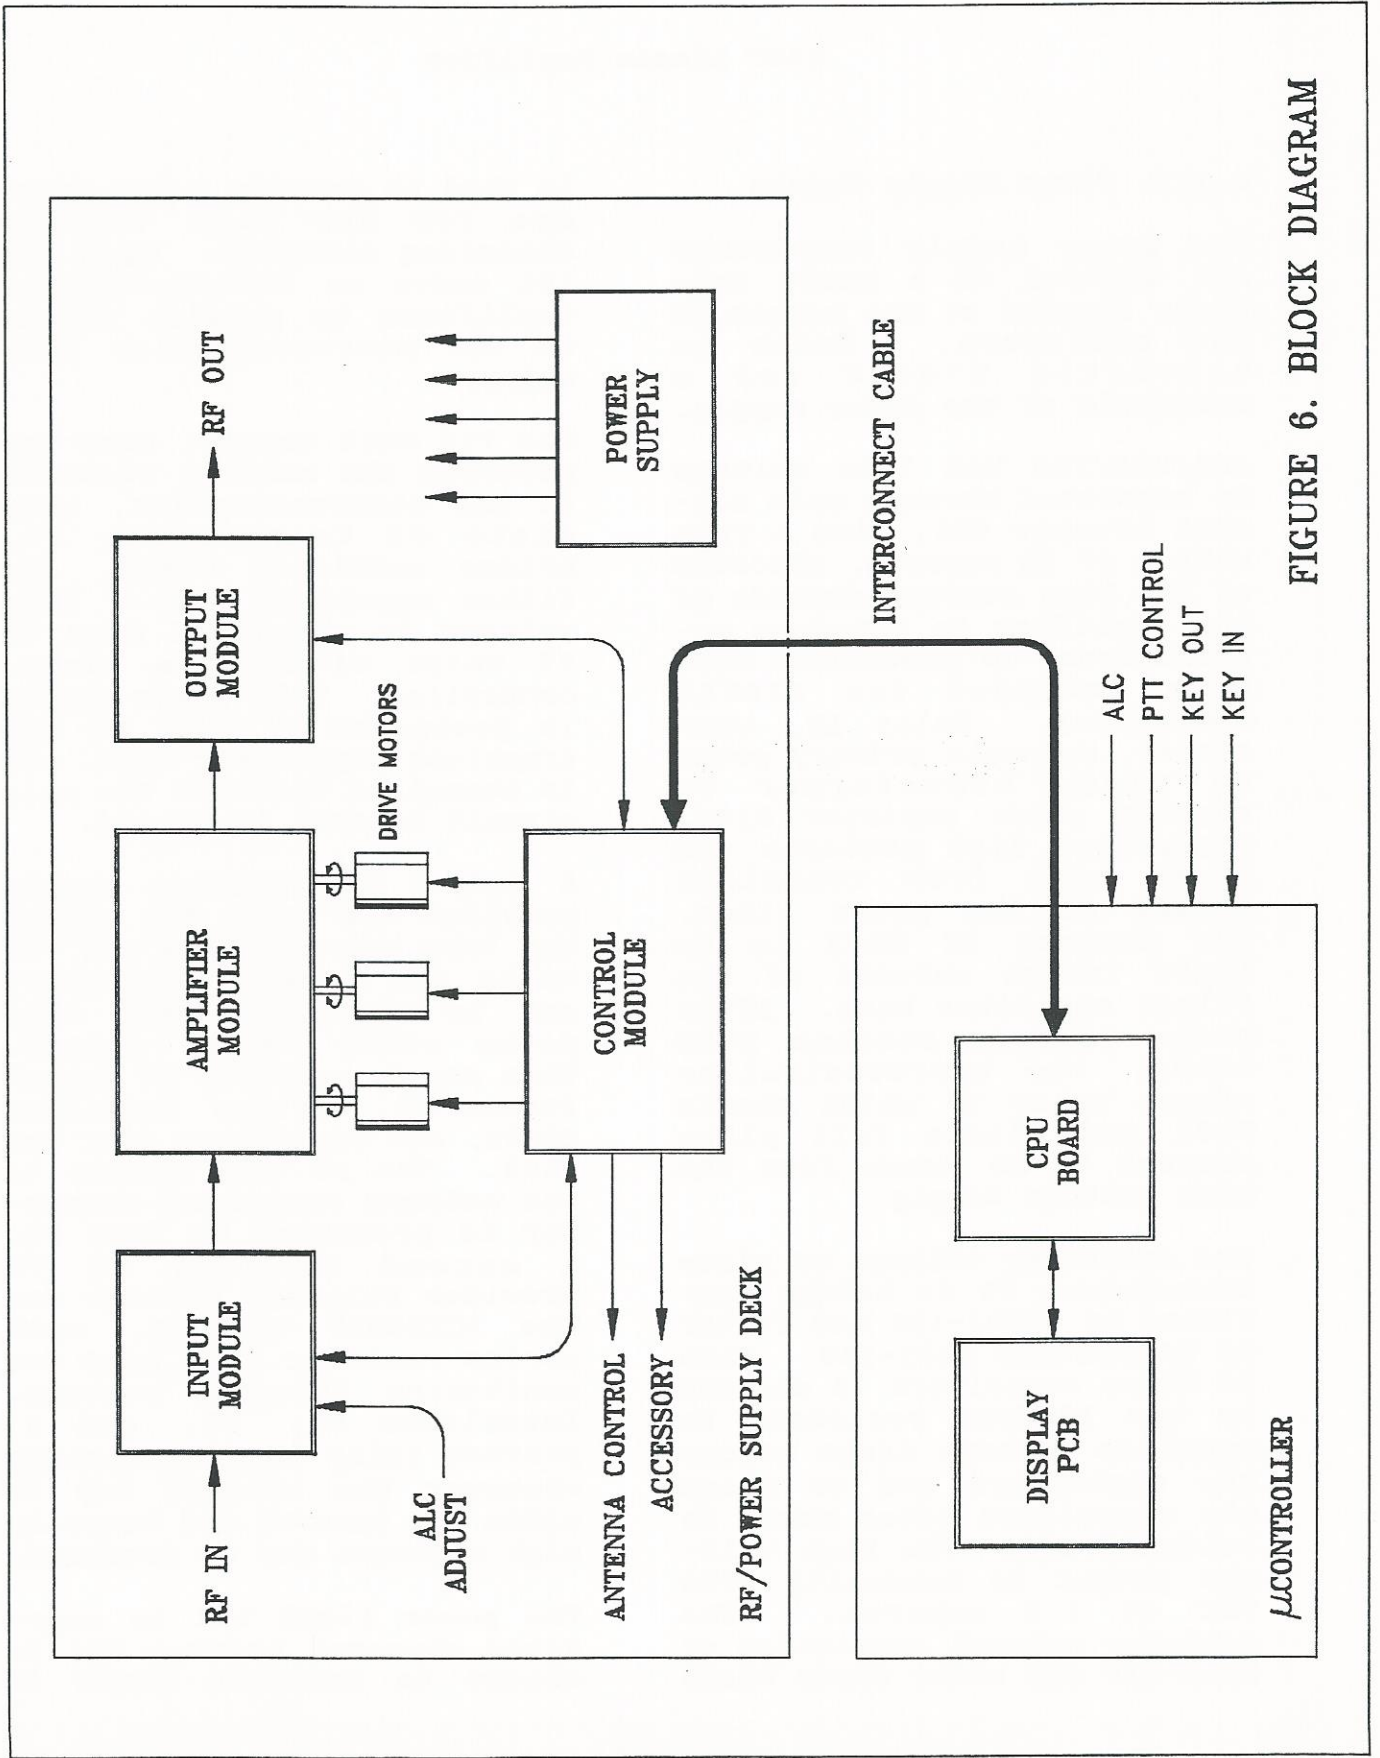 RF IN
INPUT
MODULE
AMPLIFIER
MODULE
OUTPUT
MODULE
RF OUT
ALC
ADJUST
DRIVE MOTORS
ANTENNA CONTROL
ACCESSORY
CONTROL
MODULE
POWER
SUPPLY
RF/POWER SUPPLY DECK
INTERCONNECT CABLE
DISPLAY
PCB
CPU
BOARD
ALC
PTT CONTROL
KEY OUT
KEY IN
μCONTROLLER
FIGURE 6. BLOCK DIAGRAM